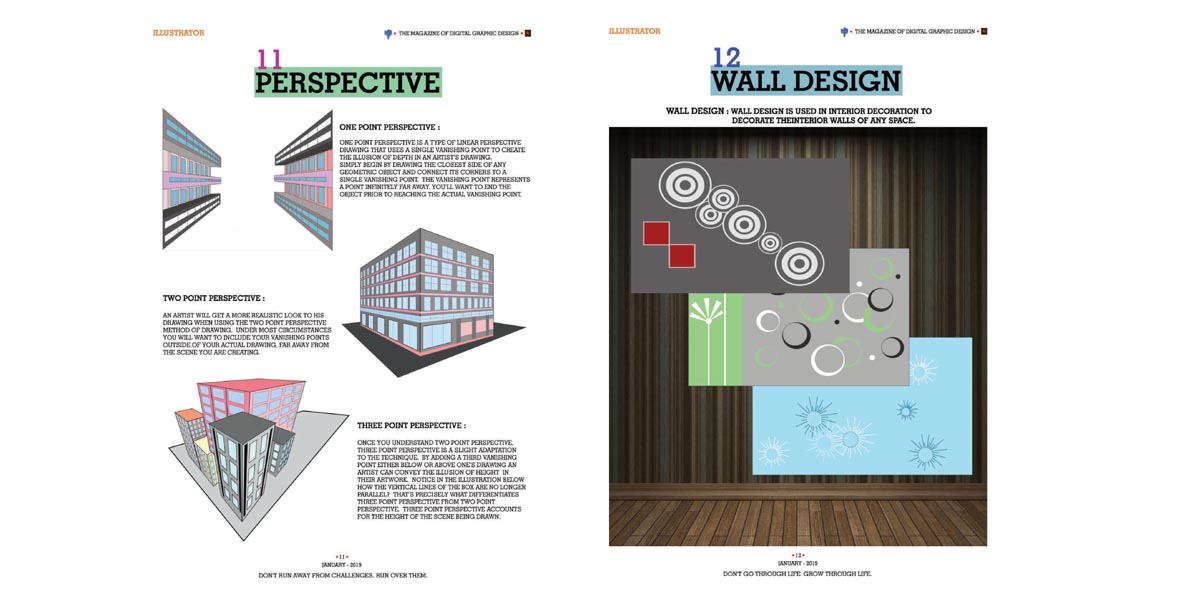 ILLUSTRATOR
• THE MAGAZINE OF DIGITAL GRAPHIC DESIGN • Ai
11
PERSPECTIVE
ONE POINT PERSPECTIVE :
ONE POINT PERSPECTIVE IS A TYPE OF LINEAR PERSPECTIVE
DRAWING THAT USES A SINGLE VANISHING POINT TO CREATE
THE ILLUSION OF DEPTH IN AN ARTIST'S DRAWING.
SIMPLY BEGIN BY DRAWING THE CLOSEST SIDE OF ANY
GEOMETRIC OBJECT AND CONNECT ITS CORNERS TO A
SINGLE VANISHING POINT. THE VANISHING POINT REPRESENTS
A POINT INFINITELY FAR AWAY. YOU'LL WANT TO END THE
OBJECT PRIOR TO REACHING THE ACTUAL VANISHING POINT.
TWO POINT PERSPECTIVE :
AN ARTIST WILL GET A MORE REALISTIC LOOK TO HIS
DRAWING WHEN USING THE TWO POINT PERSPECTIVE
METHOD OF DRAWING. UNDER MOST CIRCUMSTANCES
YOU WILL WANT TO INCLUDE YOUR VANISHING POINTS
OUTSIDE OF YOUR ACTUAL DRAWING, FAR AWAY FROM
THE SCENE YOU ARE CREATING.
THREE POINT PERSPECTIVE :
ONCE YOU UNDERSTAND TWO POINT PERSPECTIVE,
THREE POINT PERSPECTIVE IS A SLIGHT ADAPTATION
TO THE TECHNIQUE. BY ADDING A THIRD VANISHING
POINT EITHER BELOW OR ABOVE ONE'S DRAWING AN
ARTIST CAN CONVEY THE ILLUSION OF HEIGHT IN
THEIR ARTWORK. NOTICE IN THE ILLUSTRATION BELOW
HOW THE VERTICAL LINES OF THE BOX ARE NO LONGER
PARALLEL? THAT'S PRECISELY WHAT DIFFERENTIATES
THREE POINT PERSPECTIVE FROM TWO POINT
PERSPECTIVE. THREE POINT PERSPECTIVE ACCOUNTS
FOR THE HEIGHT OF THE SCENE BEING DRAWN.
• 11 •
JANUARY - 2019
DON'T RUN AWAY FROM CHALLENGES. RUN OVER THEM.
ILLUSTRATOR
• THE MAGAZINE OF DIGITAL GRAPHIC DESIGN • Ai
12
WALL DESIGN
WALL DESIGN : WALL DESIGN IS USED IN INTERIOR DECORATION TO
DECORATE THEINTERIOR WALLS OF ANY SPACE.
• 12 •
JANUARY - 2019
DON'T GO THROUGH LIFE. GROW THROUGH LIFE.